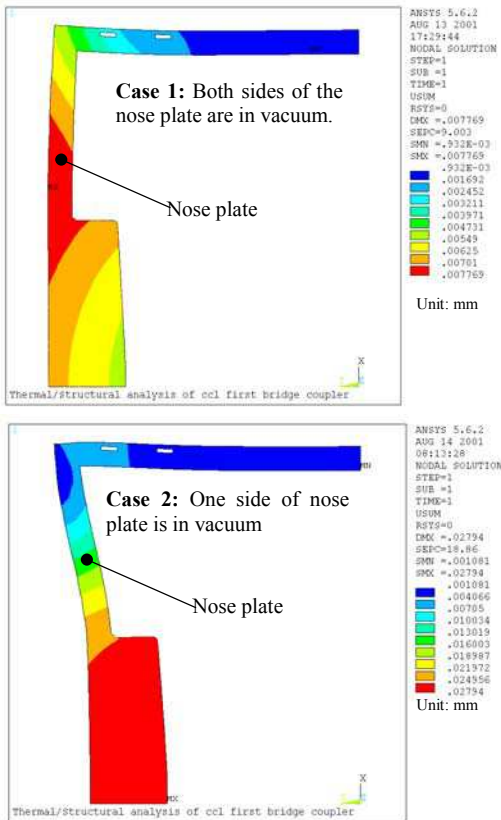 1
ANSYS 5.6.2
AUG 13 2001
17:29:44
NODAL SOLUTION
STEP=1
SUB =1
TIME=1
USUM
RSYS=0
DMX =.007769
SEPC=9.003
SMN =.932E-03
SMX =.007769
.932E-03
.001692
.002452
.003211
.003971
.004731
.00549
.00625
.00701
.007769
Unit: mm
Case 1: Both sides of the
nose plate are in vacuum.
Nose plate
X
Thermal/Structural analysis of ccl first bridge coupler
1
ANSYS 5.6.2
AUG 14 2001
08:13:28
NODAL SOLUTION
STEP=1
SUB =1
TIME=1
USUM
RSYS=0
DMX =.02794
SEPC=18.86
SMN =.001081
SMX =.02794
.001081
.004066
.00705
.010034
.013019
.016003
.018987
.021972
.024956
.02794
Unit: mm
MN
Case 2: One side of nose
plate is in vacuum
Nose plate
X
MX
Thermal/Structural analysis of ccl first bridge coupler